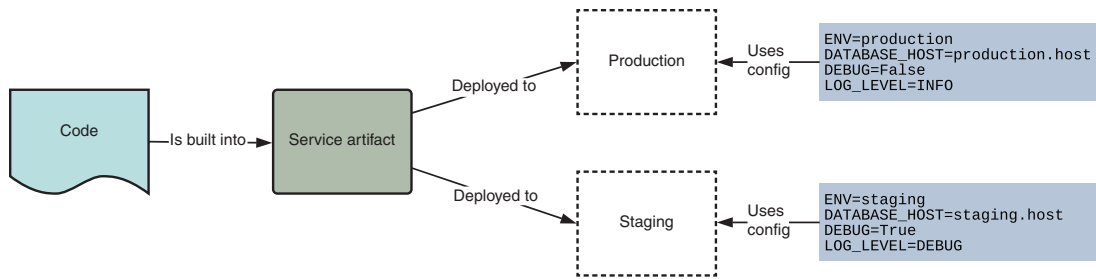 Code
Is built into
Service artifact
Deployed to
Production
Uses
config
ENV=production
DATABASE_HOST=production.host
DEBUG=False
LOG_LEVEL=INFO
Deployed to
Staging
Uses
config
ENV=staging
DATABASE_HOST=staging.host
DEBUG=True
LOG_LEVEL=DEBUG